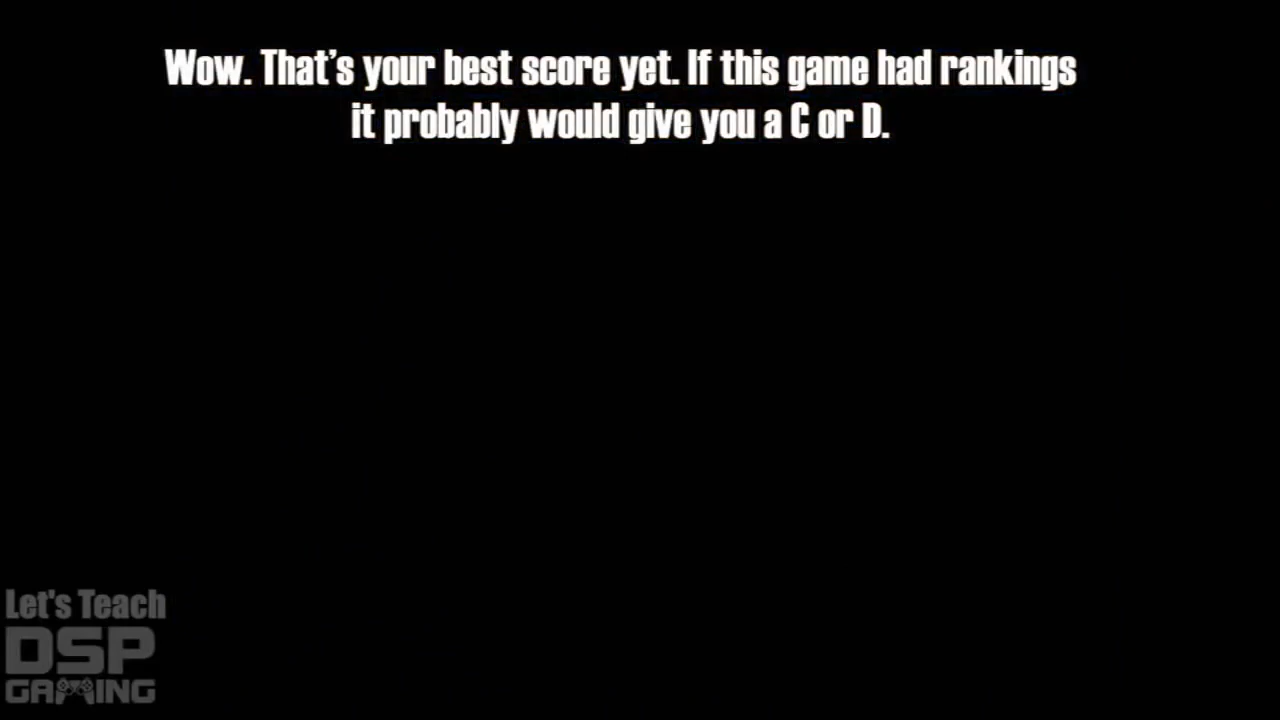 Wow. That's your best score yet. If this game had rankings
it probably would give you a C or D.
Let's Teach
DSP
GAMING